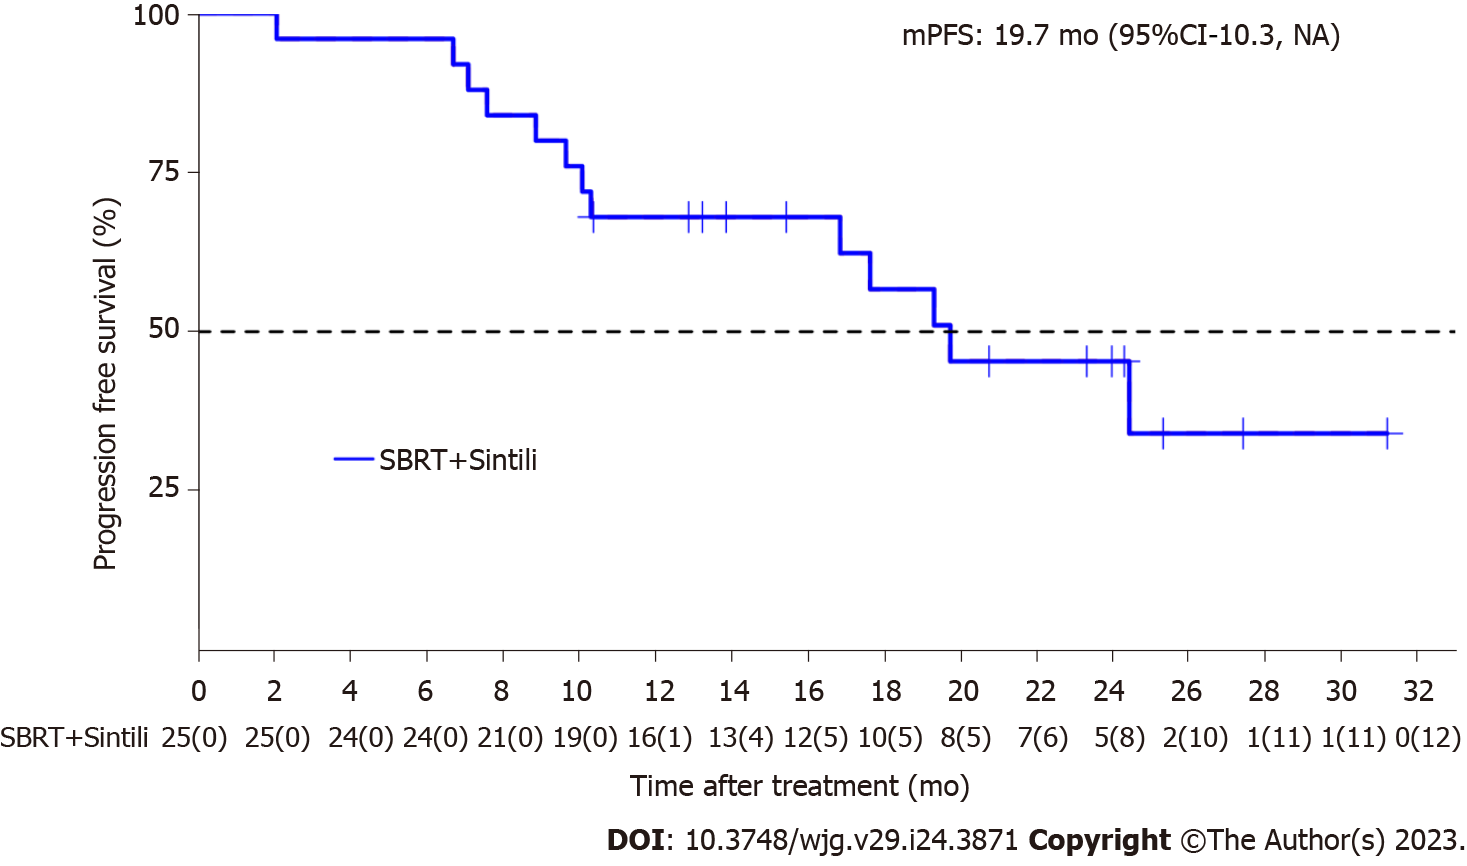 100
mPFS: 19.7 mo (95%CI-10.3, NA)
75
Progression free survival (%)
50
SBRT+Sintili
25
0 2 4 6 8 10 12 14 16 18 20 22 24 26 28 30 32
SBRT+Sintili 25(0) 25(0) 24(0) 24(0) 21(0) 19(0) 16(1) 13(4) 12(5) 10(5) 8(5) 7(6) 5(8) 2(10) 1(11) 1(11) 0(12)
Time after treatment (mo)
DOI: 10.3748/wjg.v29.i24.3871 Copyright ©The Author(s) 2023.